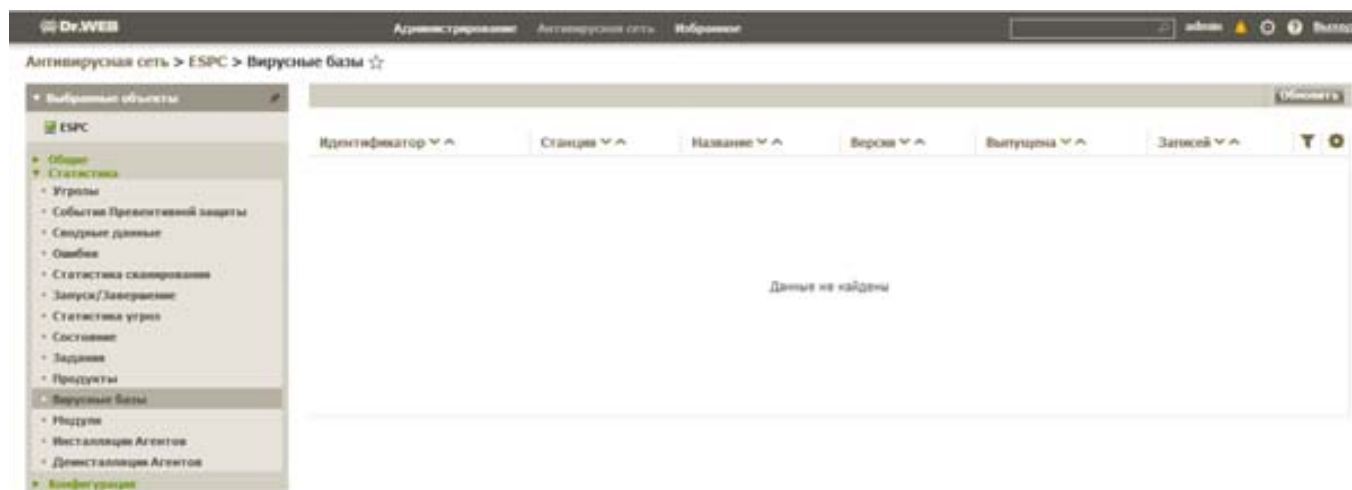 Dr.WEB
Администрирование Антивирусная сеть Избранное
admin
Выход
Антивирусная сеть > ESPC > Вирусные базы
Выбранные объекты
Обновить
ESPC
Идентификатор Станция Название Версия Выпущена Записей
Общие
Статистика
Угрозы
События Превентивной защиты
Сводные данные
Ошибки
Статистика сканирования
Запуск/Завершение
Данные не найдены
Статистика угроз
Состояние
Задания
Продукты
Вирусные базы
Модули
Инсталляции Агентов
Деинсталляции Агентов
Конфигурация